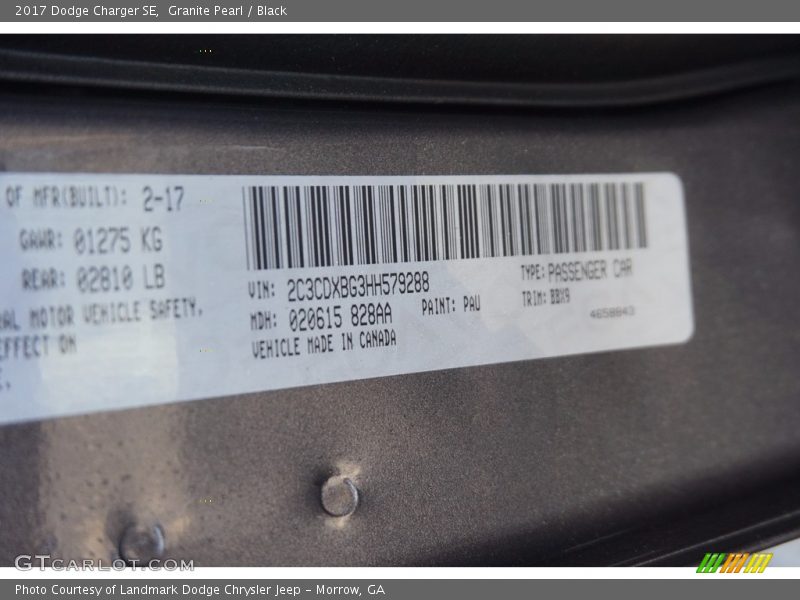 2017 Dodge Charger SE, Granite Pearl / Black
OF MFR(BUILT): 2-17
GAWR: 01275 KG
REAR: 02810 LB
MOTOR VEHICLE SAFETY.
EFFECT ON
VIN: 2C3CDXBG3HH579288
TYPE: PASSENGER CAR
MDH: 020615 828AA
PAINT: PAU
TRIM: BBX9
VEHICLE MADE IN CANADA
4658843
GTCARLOT.COM
Photo Courtesy of Landmark Dodge Chrysler Jeep – Morrow, GA